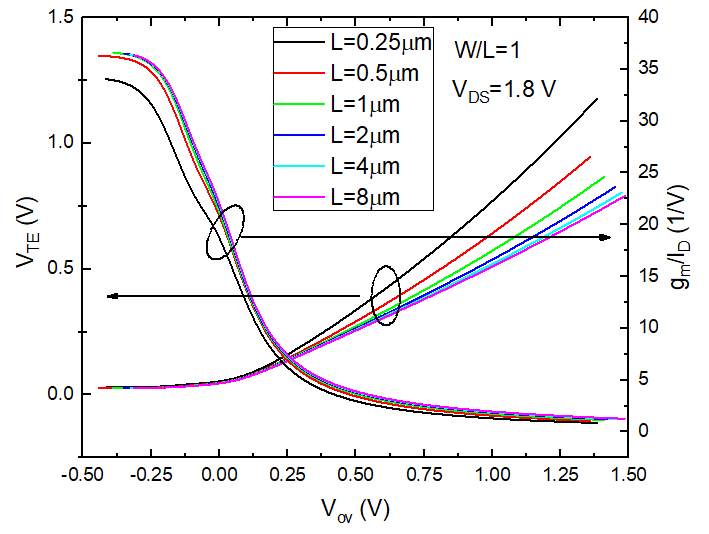 1.5
1.0
0.5
0.0
V_TE (V)
40
35
30
25
20
15
10
5
0
g_m/I_D (1/V)
L=0.25μm
L=0.5μm
L=1μm
L=2μm
L=4μm
L=8μm
W/L=1
V_DS=1.8 V
-0.50 -0.25 0.00 0.25 0.50 0.75 1.00 1.25 1.50
V_ov (V)